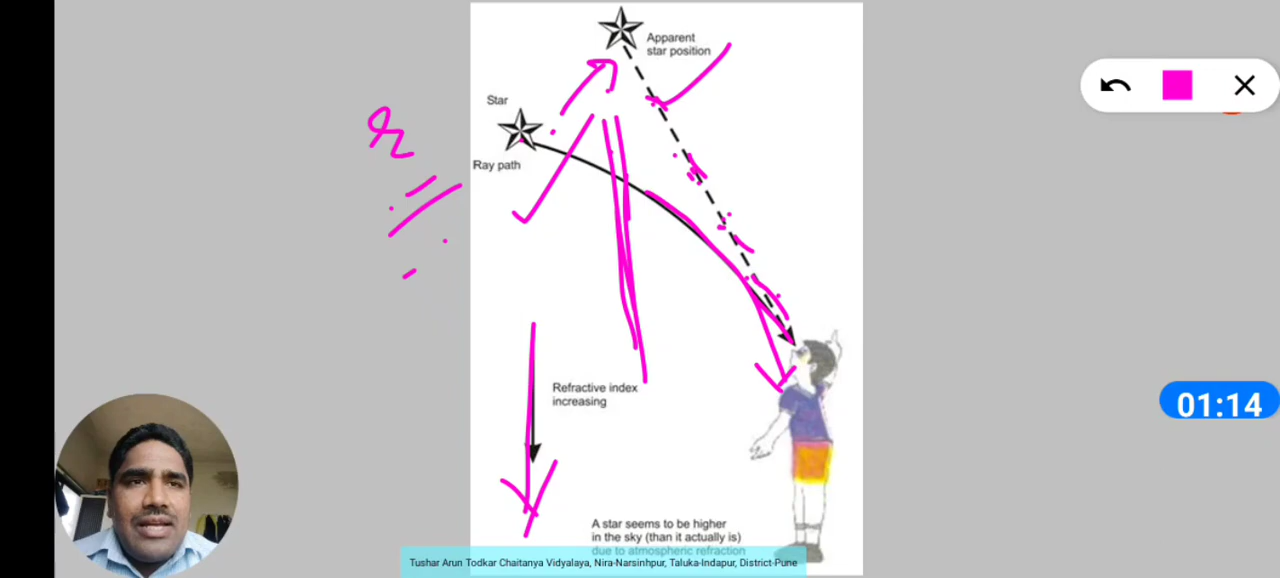 Apparent
star position
Star
Ray path
Refractive index
increasing
01:14
A star seems to be higher
in the sky (than it actually is)
due to atmospheric refraction
Tushar Arun Todkar Chaitanya Vidyalaya, Nira-Narsinhpur, Taluka-Indapur, District-Pune